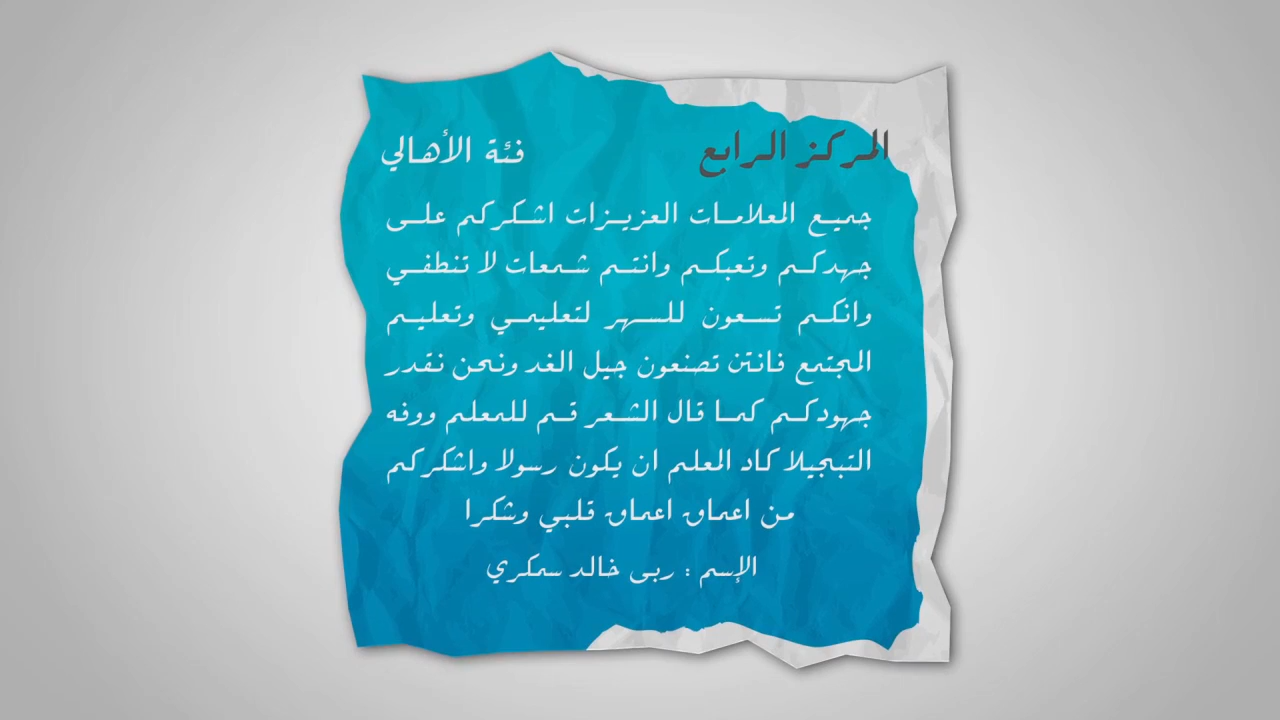 المركز الرابع
فئة الأهالي
جميع المعلامات العزيزات اشكركم على
جهدكم وتعبكم وانتم شمعات لا تنطفي
وانكم تسعون للسهر لتعليمي وتعليم
المجتمع فانتن تصنعون جيل الغد ونحن نقدر
جهودكم كما قال الشعر قم للمعلم ووفه
التبجيلا كاد المعلم ان يكون رسولا واشكركم
من اعماق اعماق قلبي وشكرا
الإسم : ربى خالد سمكري